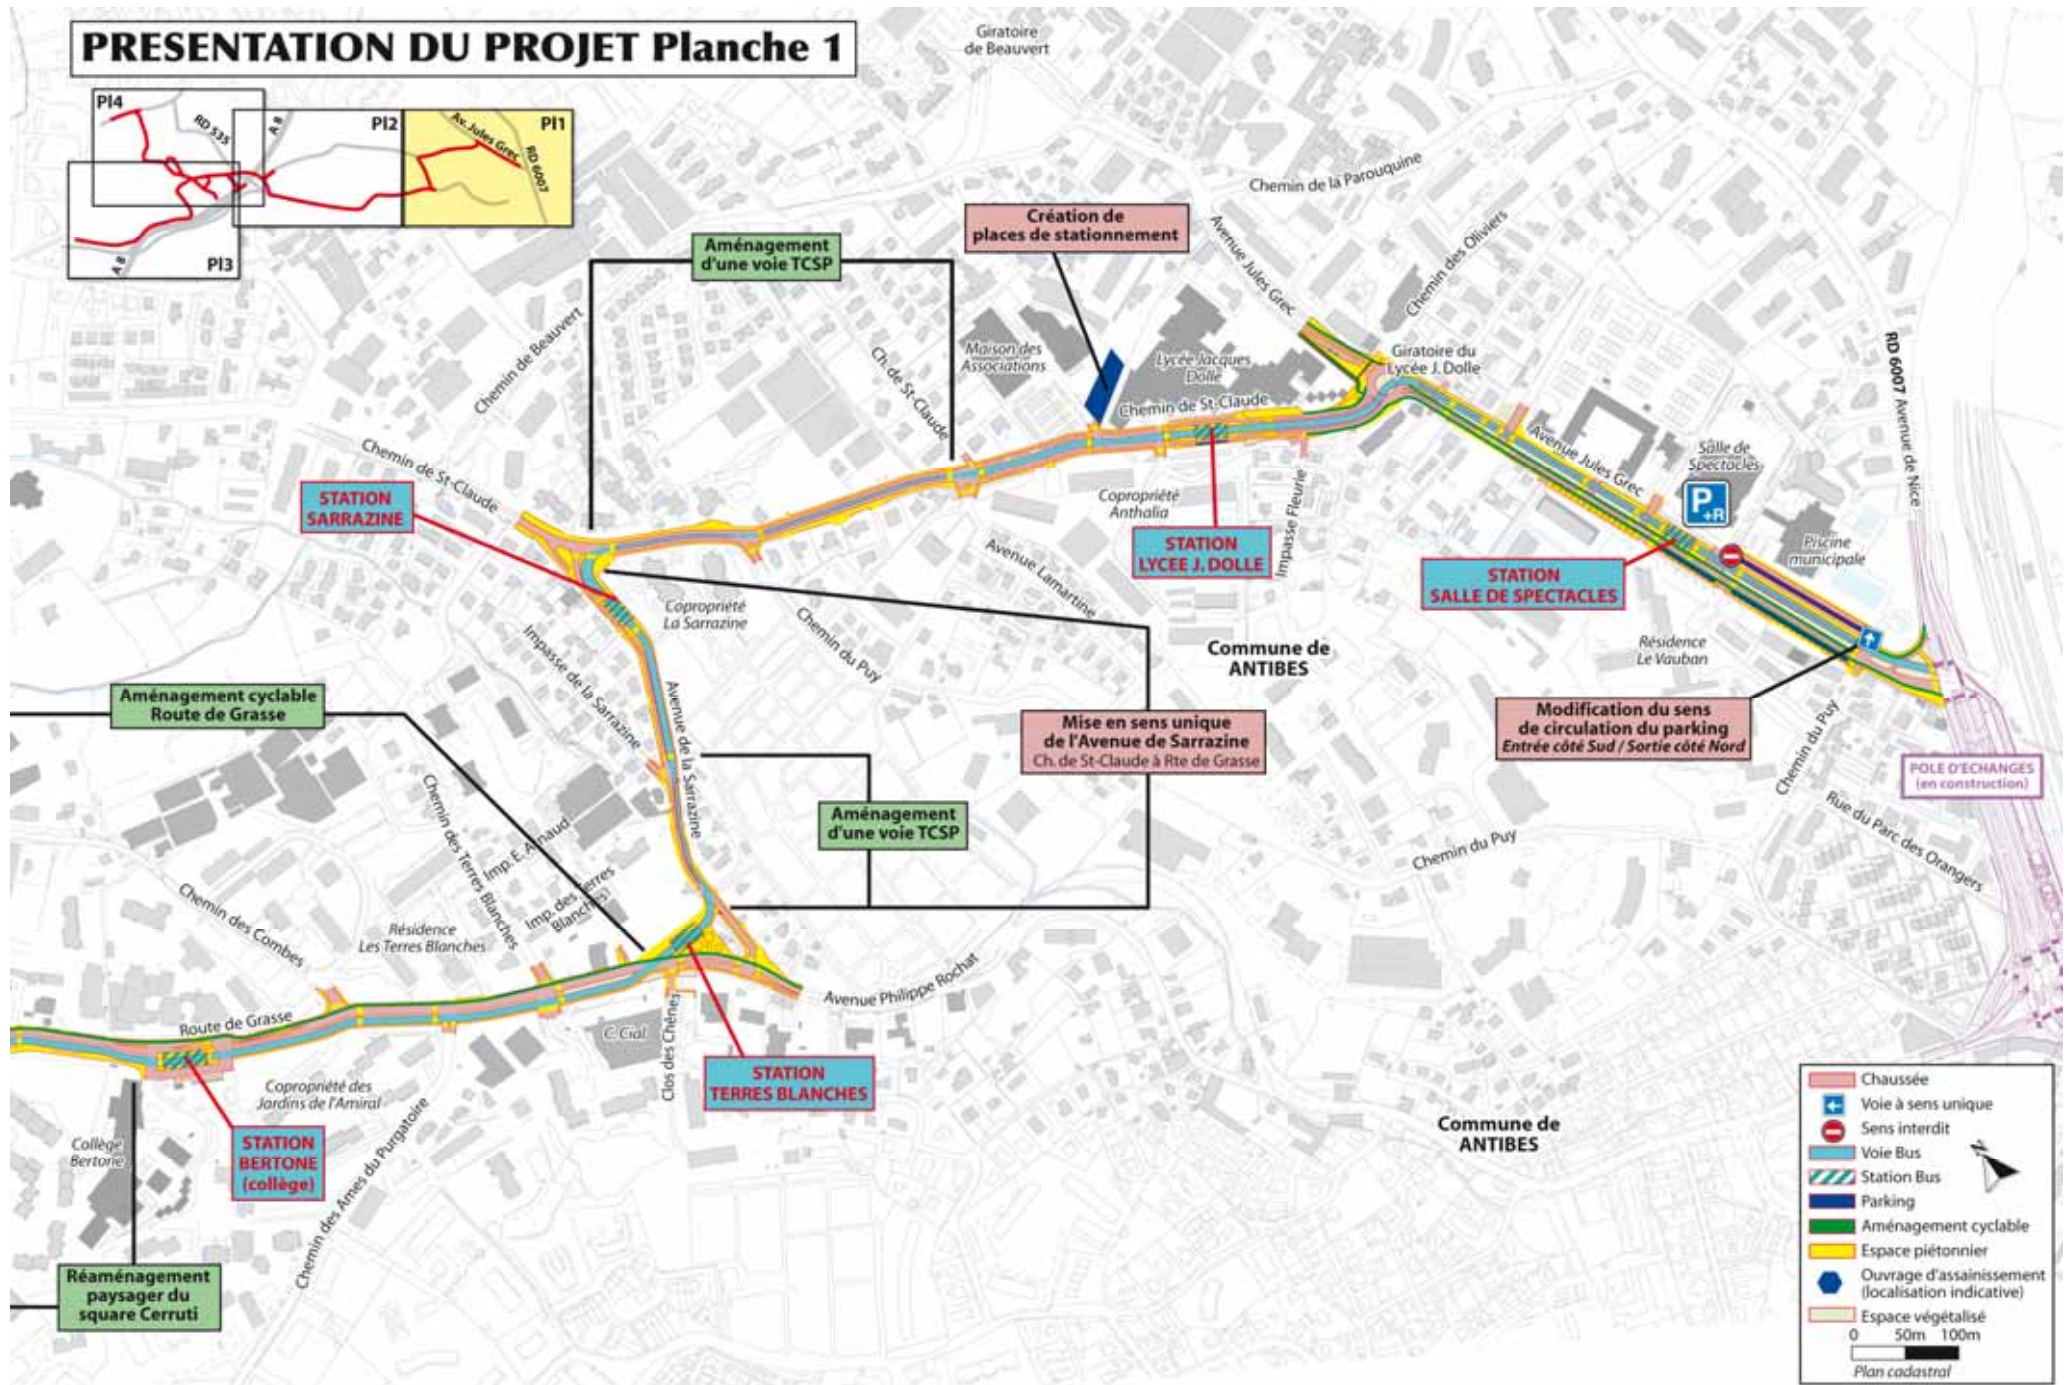 PRESENTATION DU PROJET Planche 1
Pl4
RD 535
A 8
Pl2
Av. Jules Grec
Pl1
RD 6007
A 8
Pl3
Giratoire
de Beauvert
Chemin de la Parouquine
Création de
places de stationnement
Avenue Jules Grec
Chemin des Oliviers
Aménagement
d'une voie TCSP
Chemin de Beauvert
Ch. de St-Claude
Maison des
Associations
Lycée Jacques
Dolle
Chemin de St-Claude
Giratoire du
Lycée J. Dolle
RD 6007 Avenue de Nice
Avenue Jules Grec
Salle de
Spectacles
P+R
Piscine
municipale
Chemin de St-Claude
STATION
SARRAZINE
Copropriété
Anthalia
Impasse Fleurie
STATION
LYCEE J. DOLLE
Avenue Lamartine
STATION
SALLE DE SPECTACLES
Copropriété
La Sarrazine
Chemin du Puy
Impasse de la Sarrazine
Commune de
ANTIBES
Résidence
Le Vauban
Aménagement cyclable
Route de Grasse
Avenue de la Sarrazine
Mise en sens unique
de l'Avenue de Sarrazine
Ch. de St-Claude à Rte de Grasse
Modification du sens
de circulation du parking
Entrée côté Sud / Sortie côté Nord
Chemin du Puy
POLE D'ECHANGES
(en construction)
Rue du Parc des Orangers
Chemin des Terres Blanches
Imp. E. Arnaud
Imp. des Terres
Blanches
Aménagement
d'une voie TCSP
Chemin du Puy
Chemin des Combes
Résidence
Les Terres Blanches
Avenue Philippe Rochat
Route de Grasse
C. Cial
Clos des Chênes
STATION
TERRES BLANCHES
Copropriété des
Jardins de l'Amiral
Chemin des Ames du Purgatoire
Collège
Bertone
STATION
BERTONE
(collège)
Commune de
ANTIBES
Réaménagement
paysager du
square Cerruti
Chaussée
Voie à sens unique
Sens interdit
Voie Bus
Station Bus
Parking
Aménagement cyclable
Espace piétonnier
Ouvrage d'assainissement
(localisation indicative)
Espace végétalisé
N
0 50m 100m
Plan cadastral